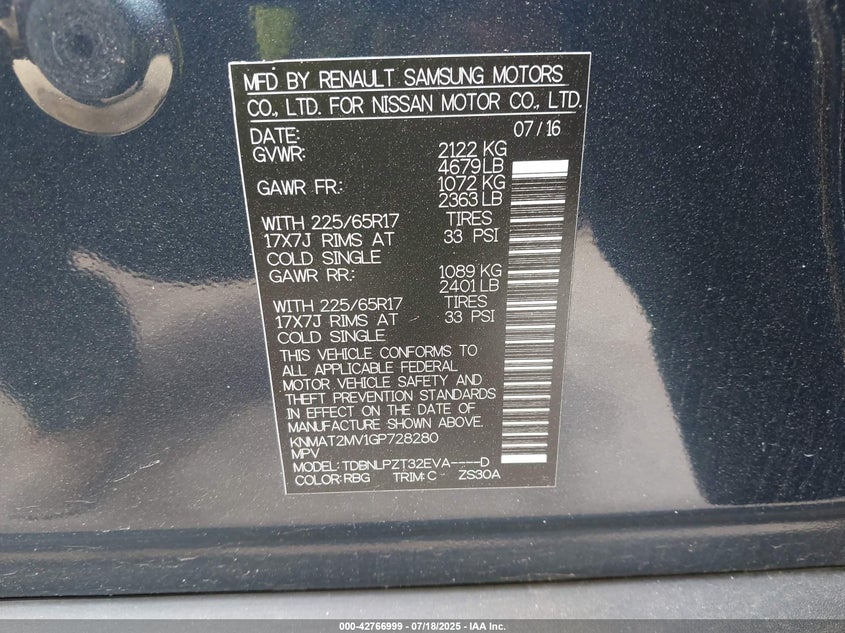 MFD BY RENAULT SAMSUNG MOTORS
CO., LTD. FOR NISSAN MOTOR CO., LTD.
DATE: 07/16
GVWR: 2122 KG
4679 LB
GAWR FR.: 1072 KG
2363 LB
WITH 225/65R17 TIRES
17X7J RIMS AT 33 PSI
COLD SINGLE
GAWR RR.: 1089 KG
2401 LB
WITH 225/65R17 TIRES
17X7J RIMS AT 33 PSI
COLD SINGLE
THIS VEHICLE CONFORMS TO
ALL APPLICABLE FEDERAL
MOTOR VEHICLE SAFETY AND
THEFT PREVENTION STANDARDS
IN EFFECT ON THE DATE OF
MANUFACTURE SHOWN ABOVE.
KNMAT2MV1GP728280
MPV
MODEL: TDBNLPZT32EVA----D
COLOR: RBG TRIM: C ZS30A
000-42766999 - 07/18/2025 - IAA Inc.